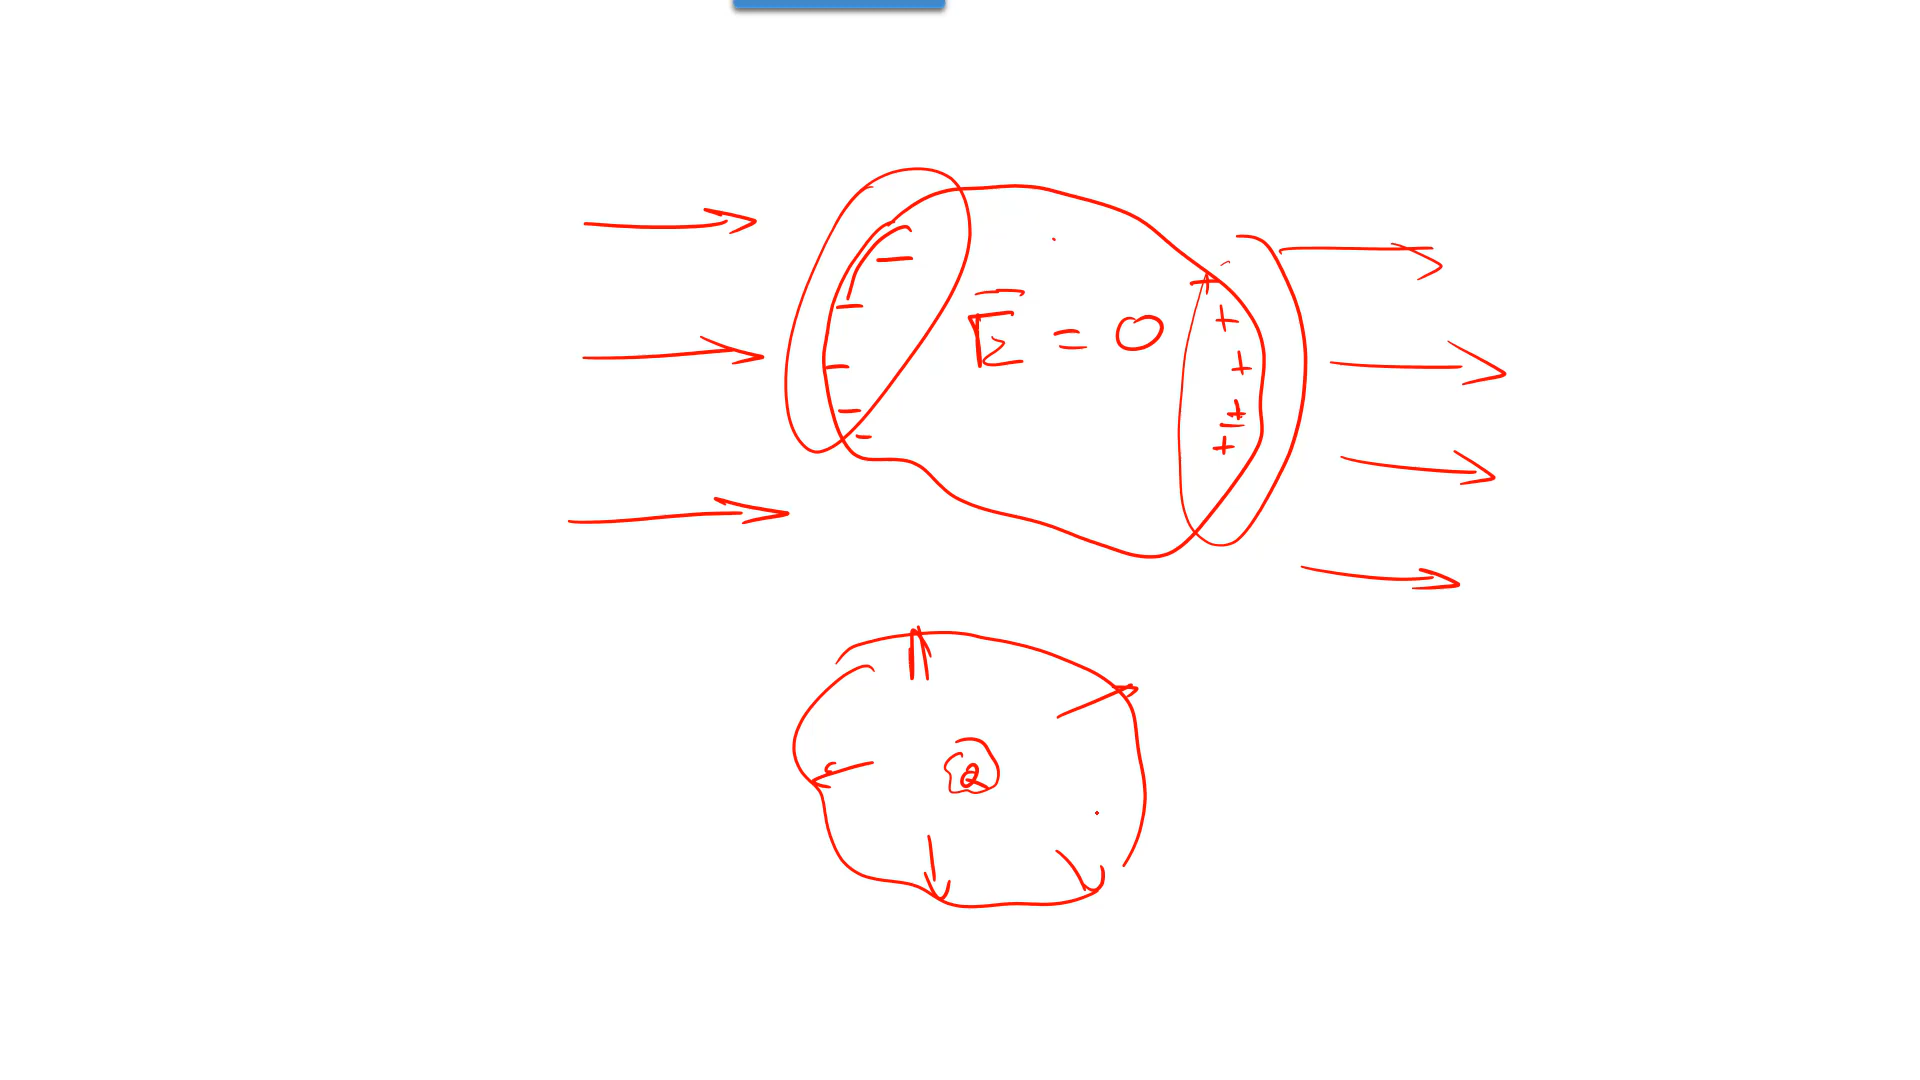 E̅ = 0
Q